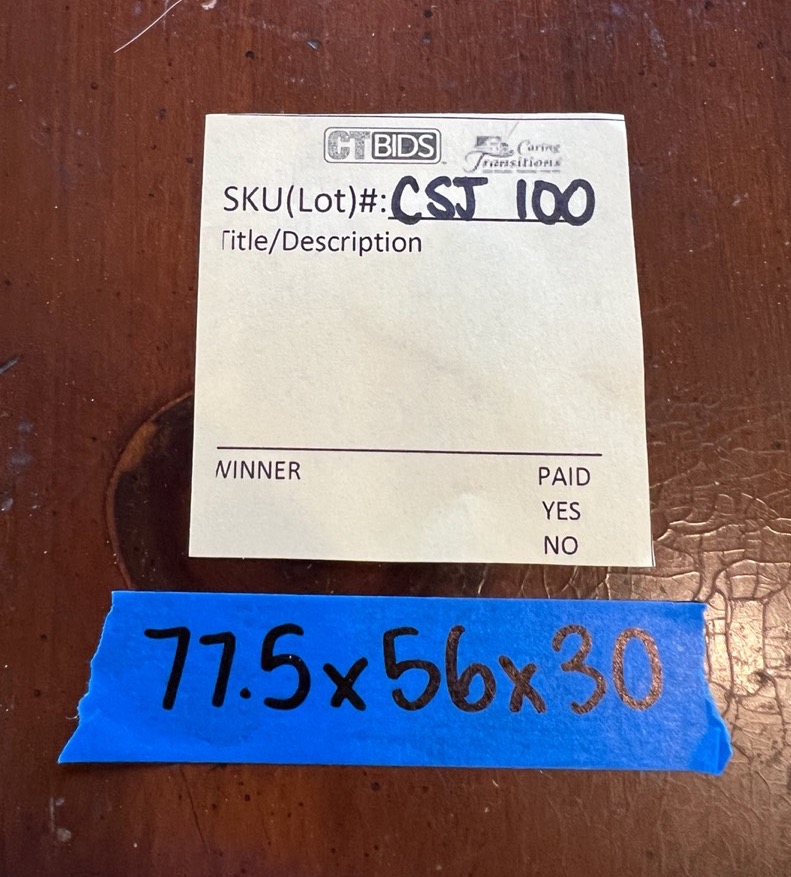 CTBIDS Caring Transitions
SKU(Lot)#: CSJ 100
Title/Description
WINNER PAID
YES
NO
77.5x56x30